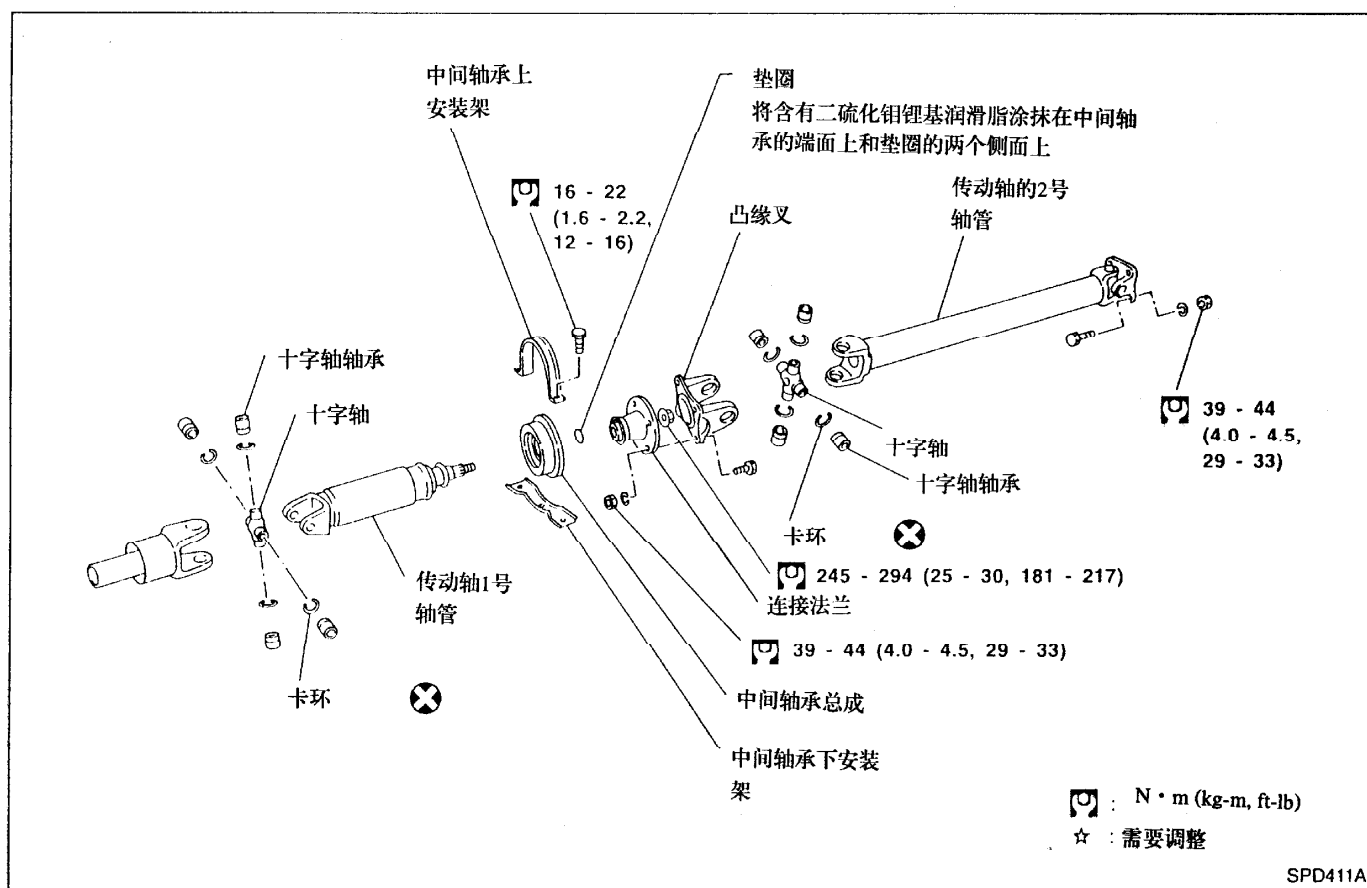 中间轴承上
安装架
垫圈
将含有二硫化钼锂基润滑脂涂抹在中间轴
承的端面上和垫圈的两个侧面上
16 - 22
(1.6 - 2.2,
12 - 16)
凸缘叉
传动轴的2号
轴管
十字轴轴承
十字轴
39 - 44
(4.0 - 4.5,
29 - 33)
十字轴
十字轴轴承
卡环
传动轴1号
轴管
245 - 294 (25 - 30, 181 - 217)
连接法兰
39 - 44 (4.0 - 4.5, 29 - 33)
卡环
中间轴承总成
中间轴承下安装
架
: N·m (kg-m, ft-lb)
☆ : 需要调整
SPD411A